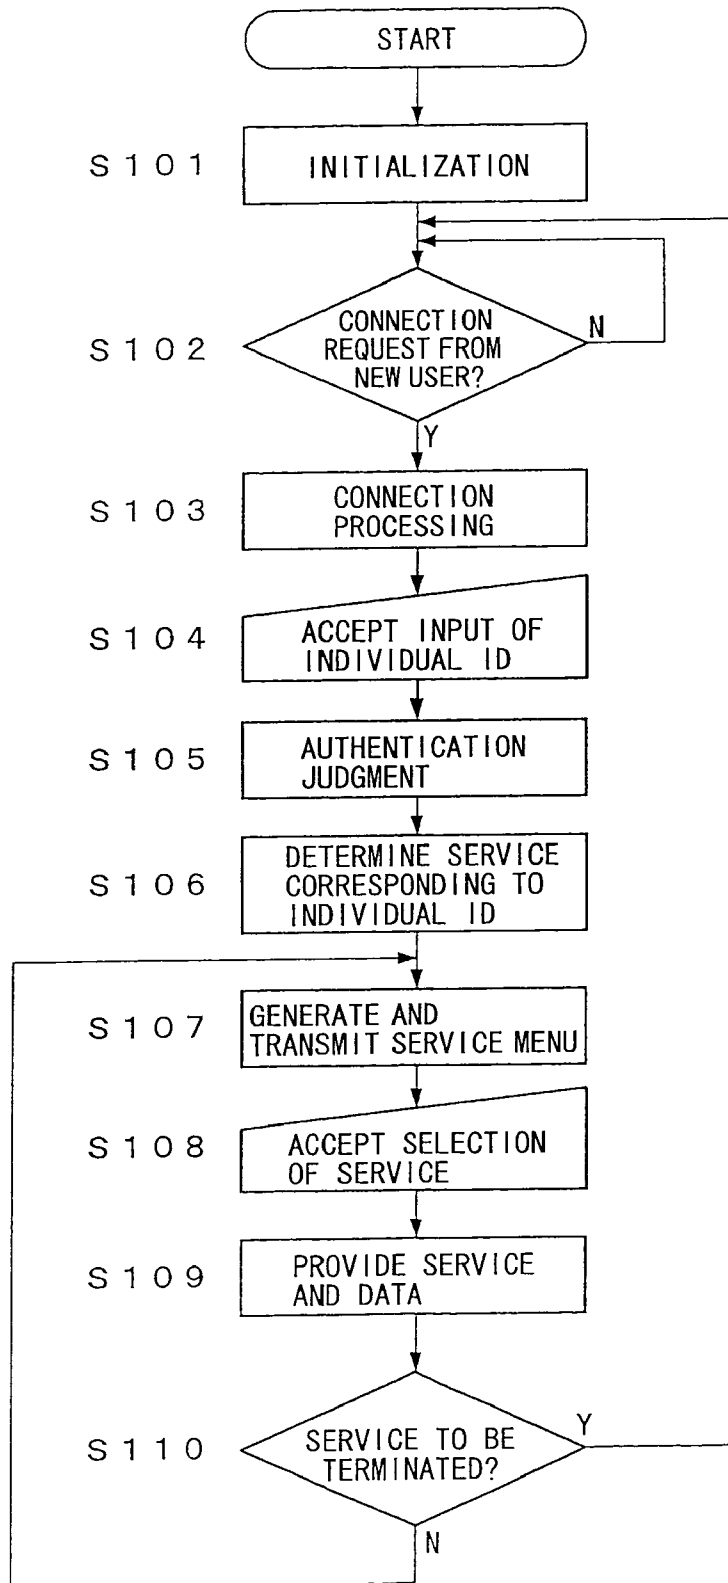 START
S101
INITIALIZATION
S102
CONNECTION
REQUEST FROM
NEW USER?
N
Y
S103
CONNECTION
PROCESSING
S104
ACCEPT INPUT OF
INDIVIDUAL ID
S105
AUTHENTICATION
JUDGMENT
S106
DETERMINE SERVICE
CORRESPONDING TO
INDIVIDUAL ID
S107
GENERATE AND
TRANSMIT SERVICE MENU
S108
ACCEPT SELECTION
OF SERVICE
S109
PROVIDE SERVICE
AND DATA
S110
SERVICE TO BE
TERMINATED?
Y
N